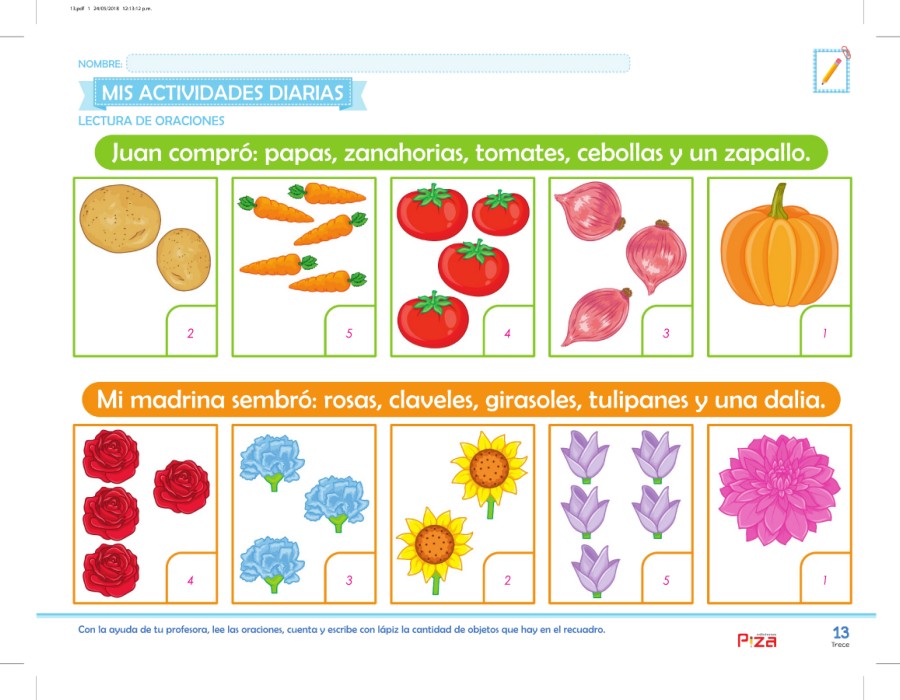 13.pdf 1 24/05/2018 12:13:12 p.m.
NOMBRE:
MIS ACTIVIDADES DIARIAS
LECTURA DE ORACIONES
Juan compró: papas, zanahorias, tomates, cebollas y un zapallo.
2 5 4 3 1
Mi madrina sembró: rosas, claveles, girasoles, tulipanes y una dalia.
4 3 2 5 1
Con la ayuda de tu profesora, lee las oraciones, cuenta y escribe con lápiz la cantidad de objetos que hay en el recuadro.
Piza
13
Trece